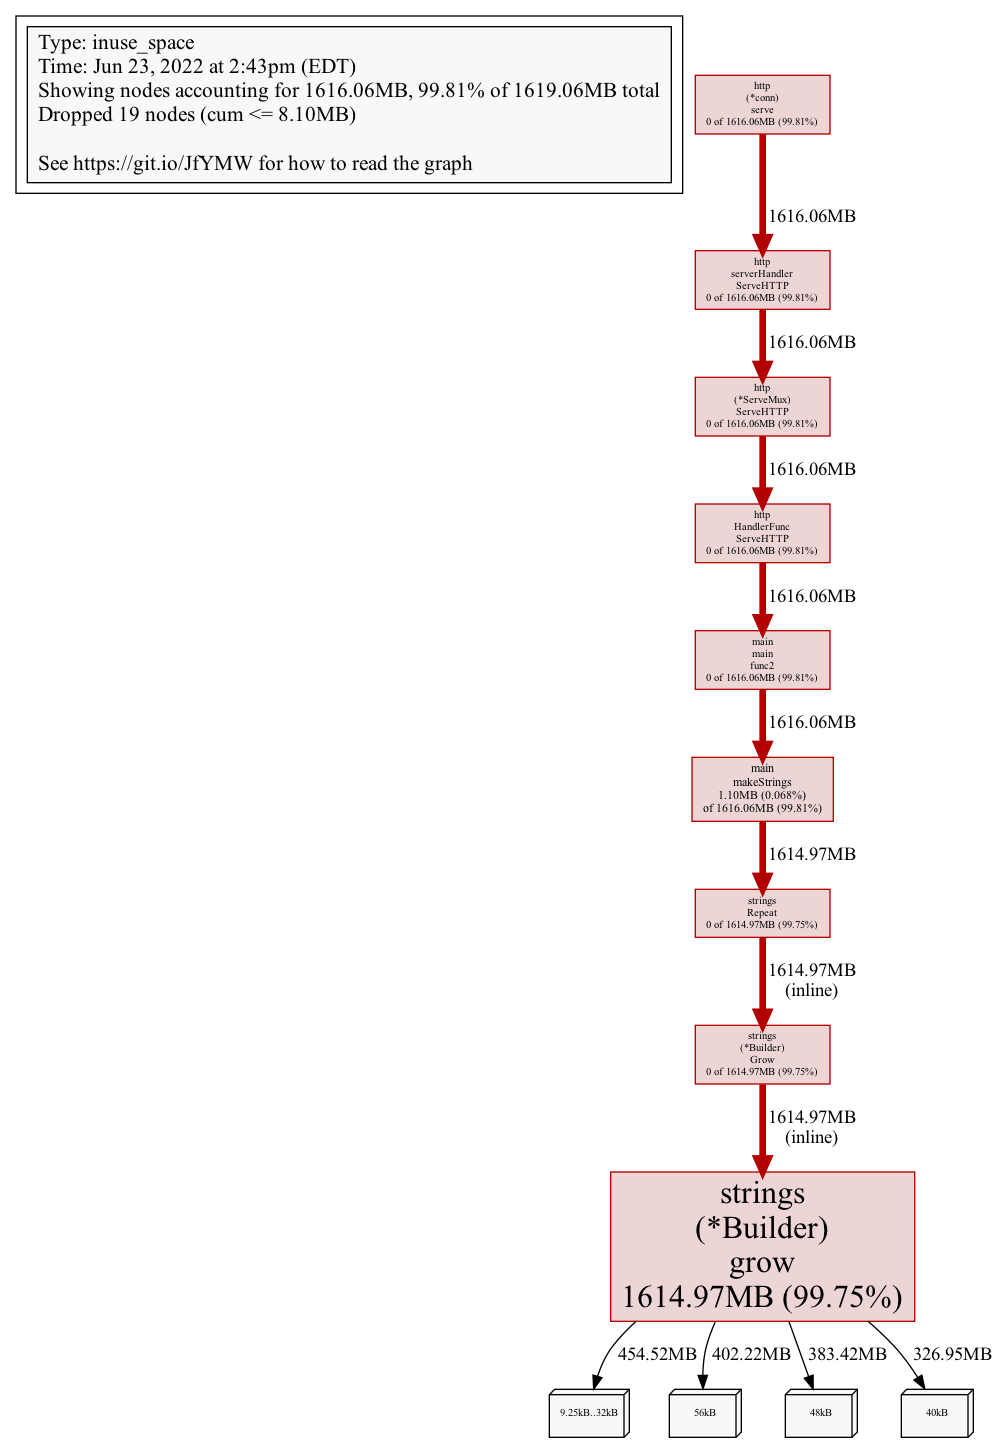 Type: inuse_space
Time: Jun 23, 2022 at 2:43pm (EDT)
Showing nodes accounting for 1616.06MB, 99.81% of 1619.06MB total
Dropped 19 nodes (cum <= 8.10MB)
See https://git.io/JfYMW for how to read the graph
http
(*conn)
serve
0 of 1616.06MB (99.81%)
1616.06MB
http
serverHandler
ServeHTTP
0 of 1616.06MB (99.81%)
1616.06MB
http
(*ServeMux)
ServeHTTP
0 of 1616.06MB (99.81%)
1616.06MB
http
HandlerFunc
ServeHTTP
0 of 1616.06MB (99.81%)
1616.06MB
main
main
func2
0 of 1616.06MB (99.81%)
1616.06MB
main
makeStrings
1.10MB (0.068%)
of 1616.06MB (99.81%)
1614.97MB
strings
Repeat
0 of 1614.97MB (99.75%)
1614.97MB
(inline)
strings
(*Builder)
Grow
0 of 1614.97MB (99.75%)
1614.97MB
(inline)
strings
(*Builder)
grow
1614.97MB (99.75%)
454.52MB 402.22MB 383.42MB 326.95MB
9.25kB..32kB 56kB 48kB 40kB